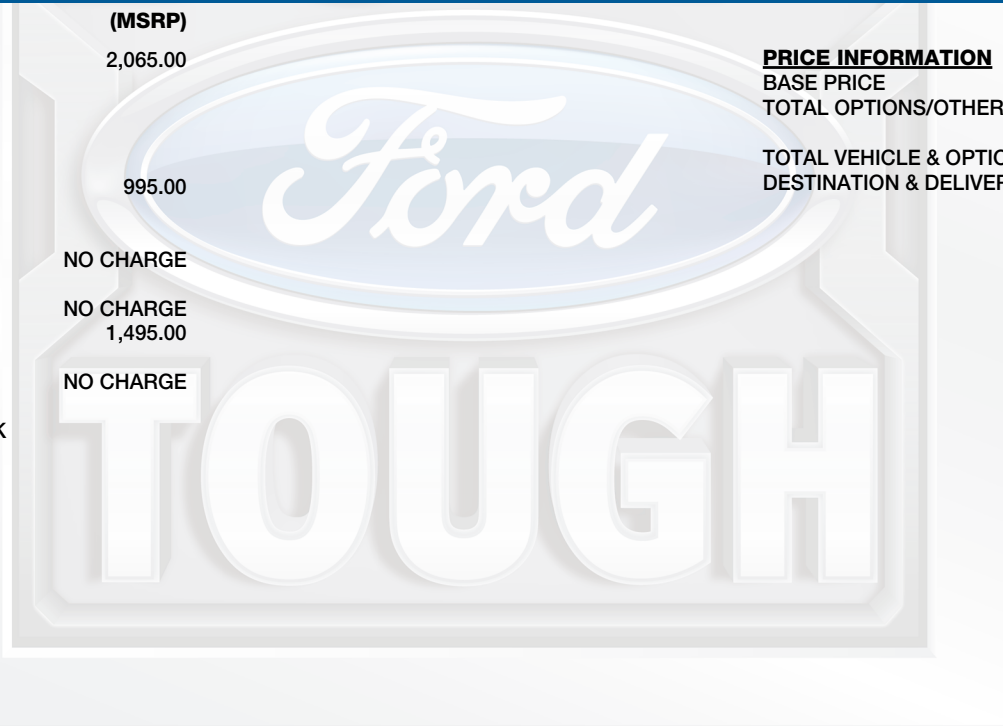 (MSRP)
2,065.00
995.00
NO CHARGE
NO CHARGE
1,495.00
NO CHARGE
K
PRICE INFORMATION
BASE PRICE
TOTAL OPTIONS/OTHER
TOTAL VEHICLE & OPTIO
DESTINATION & DELIVER
Ford
TOUGH